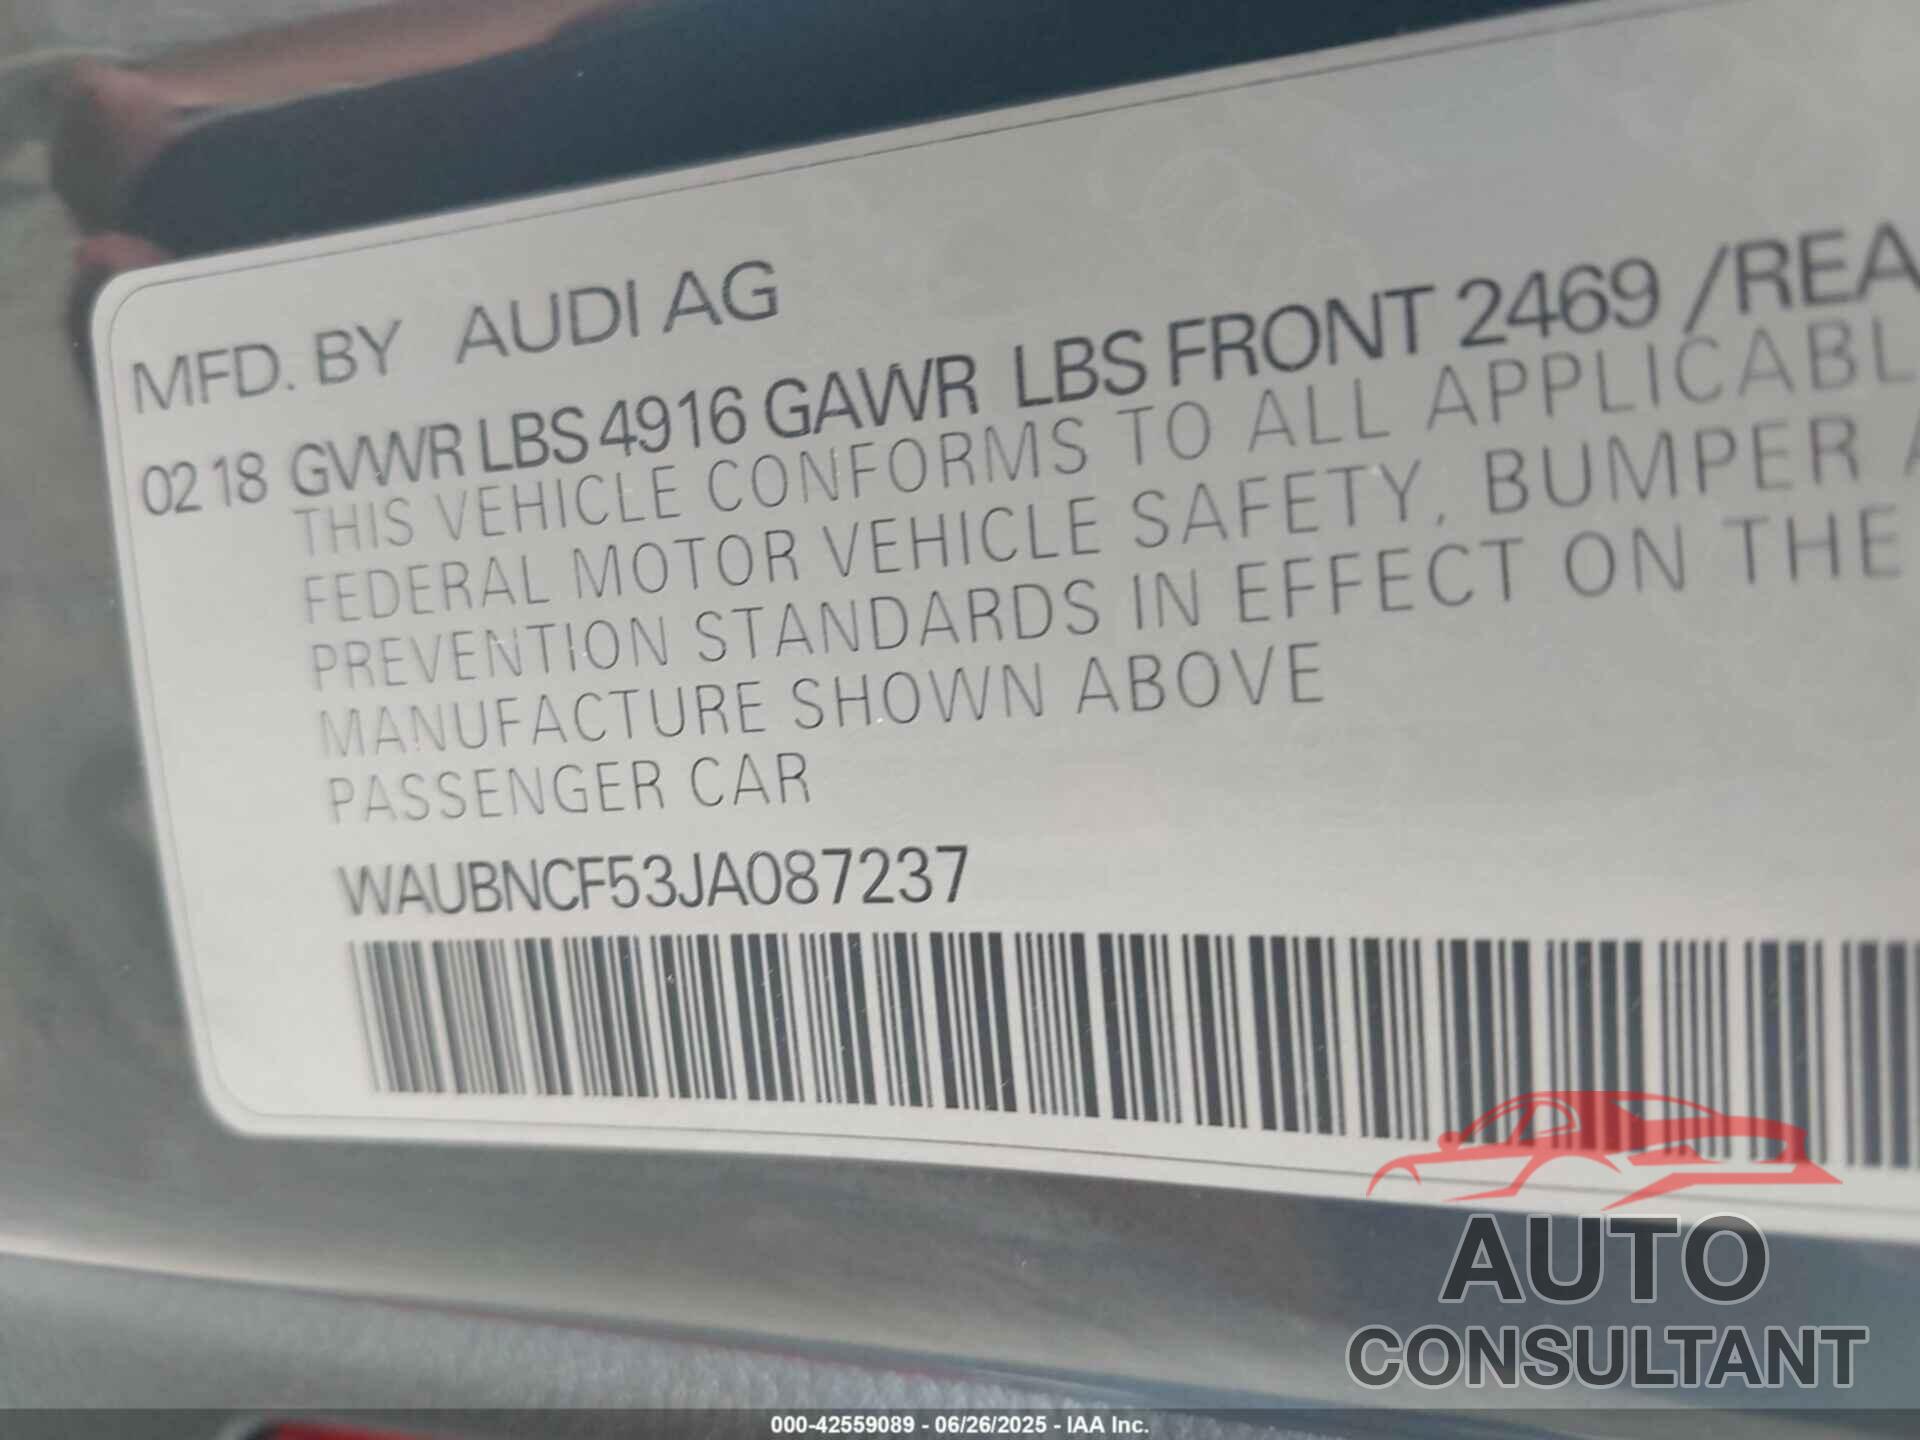 MFD. BY AUDI AG
02 18 GVWR LBS 4916 GAWR LBS FRONT 2469 /REA
THIS VEHICLE CONFORMS TO ALL APPLICABL
FEDERAL MOTOR VEHICLE SAFETY, BUMPER A
PREVENTION STANDARDS IN EFFECT ON THE
MANUFACTURE SHOWN ABOVE
PASSENGER CAR
WAUBNCF53JA087237
AUTO
CONSULTANT
000-42559089 - 06/26/2025 - IAA Inc.